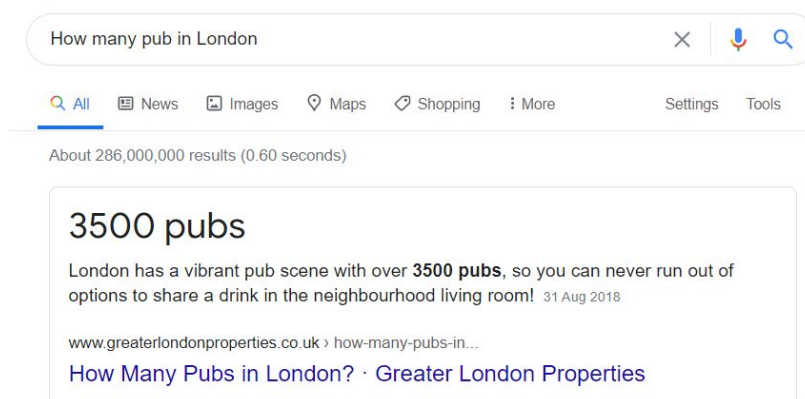 How many pub in London
All News Images Maps Shopping More Settings Tools
About 286,000,000 results (0.60 seconds)
3500 pubs
London has a vibrant pub scene with over 3500 pubs, so you can never run out of
options to share a drink in the neighbourhood living room! 31 Aug 2018
www.greaterlondonproperties.co.uk › how-many-pubs-in...
How Many Pubs in London? · Greater London Properties